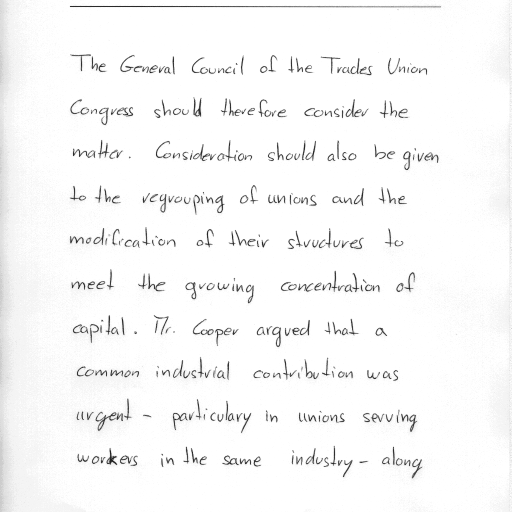 The General Council of the Trades Union
Congress should therefore consider the
matter. Consideration should also be given
to the regrouping of unions and the
modification of their structures to
meet the growing concentration of
capital. Mr. Cooper argued that a
common industrial contribution was
urgent - particulary in unions serving
workers in the same industry - along